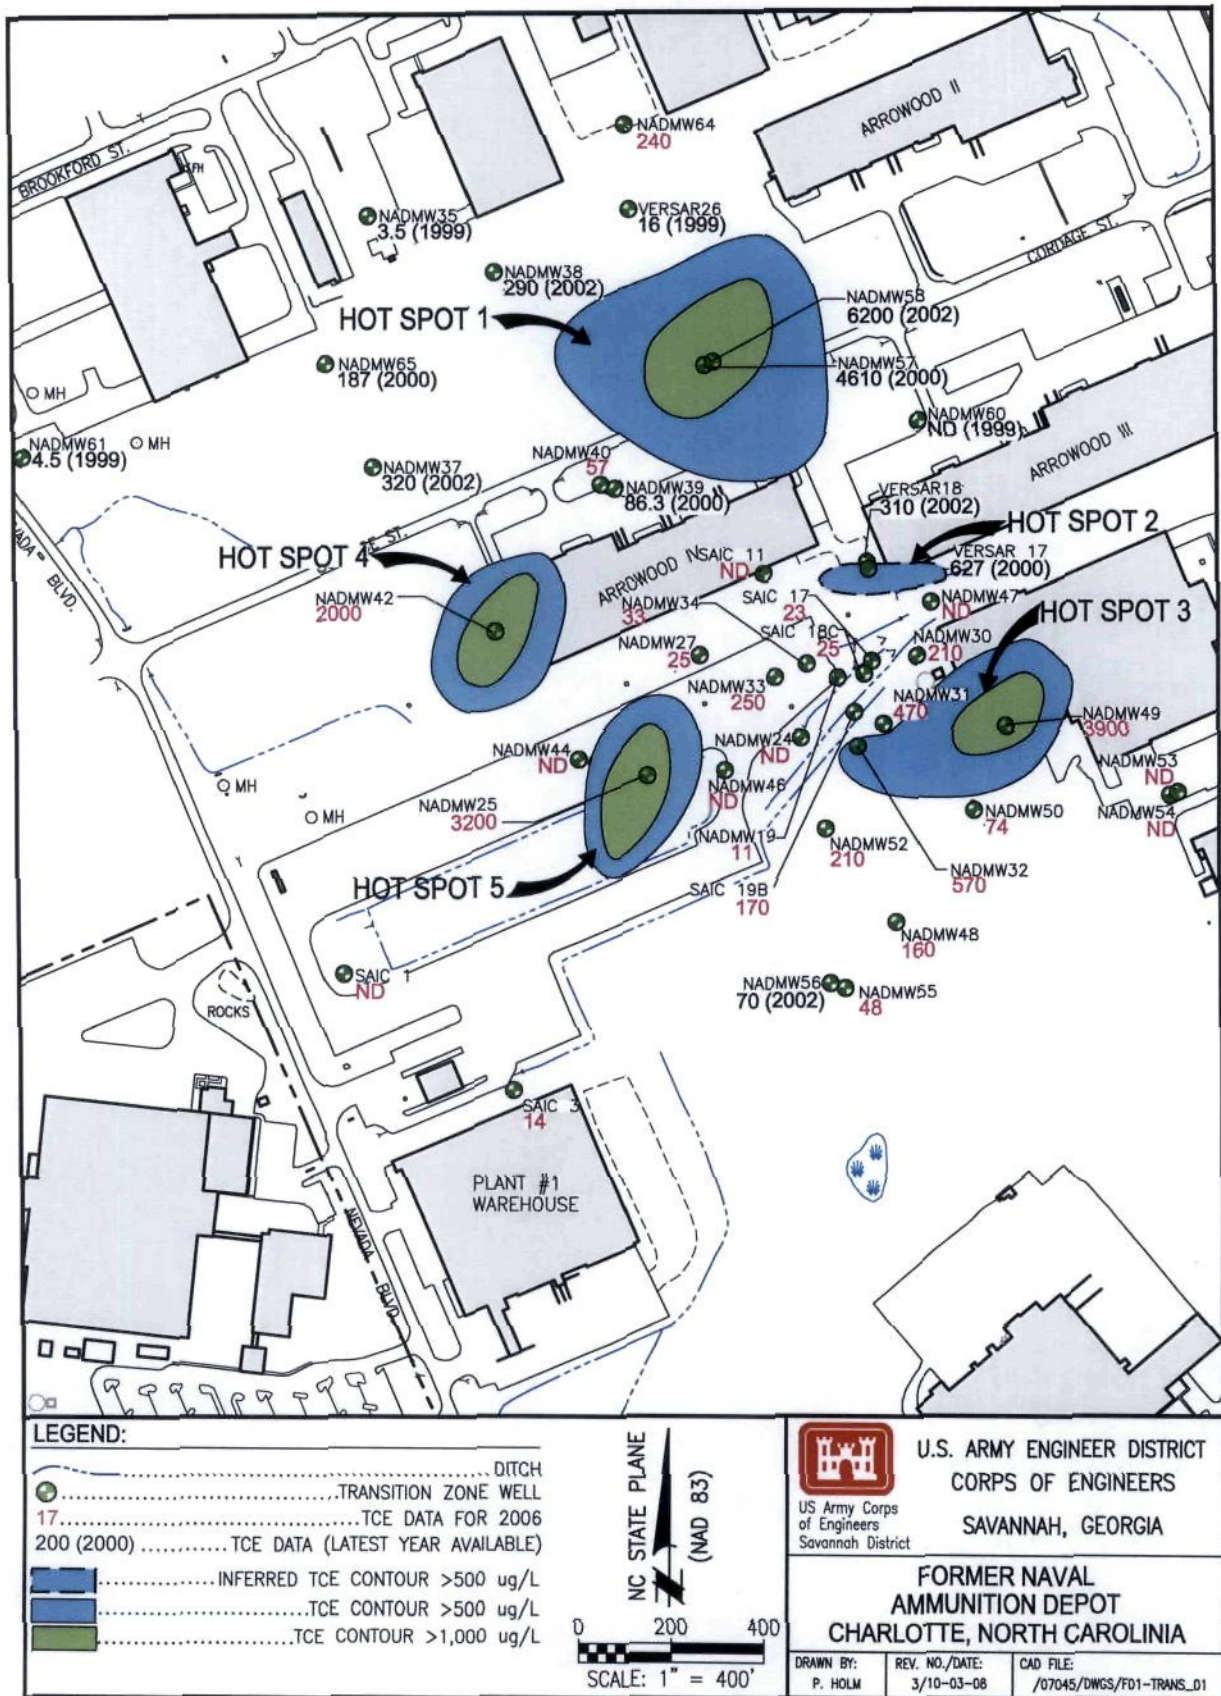 ARROWOOD II
NADMW64
240
BROOKFORD ST.
FH
NADMW35
3.5 (1999)
VERSAR26
16 (1999)
CORDAGE ST.
NADMW38
290 (2002)
HOT SPOT 1
NADMW58
6200 (2002)
NADMW65
187 (2000)
NADMW57
4610 (2000)
MH
NADMW60
ND (1999)
NADMW61
4.5 (1999)
MH
ARROWOOD III
NADMW40
57
NADMW37
320 (2002)
NADMW39
86.3 (2000)
VERSAR18
310 (2002)
HOT SPOT 2
HOT SPOT 4
ST.
VERSAR 17
627 (2000)
BLVD.
ARROWOOD IV
SAIC 11
ND
NADMW42
2000
NADMW34
33
SAIC 17
23
NADMW47
ND
HOT SPOT 3
SAIC 18C
25
NADMW30
210
NADMW27
25
NADMW33
250
NADMW31
470
NADMW49
3900
NADMW44
ND
NADMW24
ND
NADMW53
ND
MH
NADMW46
ND
NADMW25
3200
MH
NADMW54
ND
NADMW50
74
NADMW19
11
NADMW52
210
NADMW32
570
HOT SPOT 5
SAIC 19B
170
NADMW48
160
SAIC 1
ND
NADMW56
70 (2002)
NADMW55
48
ROCKS
SAIC 3
14
PLANT #1
WAREHOUSE
NEVADA
BLVD.
LEGEND:
DITCH
TRANSITION ZONE WELL
17 TCE DATA FOR 2006
200 (2000) TCE DATA (LATEST YEAR AVAILABLE)
INFERRED TCE CONTOUR >500 ug/L
TCE CONTOUR >500 ug/L
TCE CONTOUR >1,000 ug/L
NC STATE PLANE
(NAD 83)
0 200 400
SCALE: 1" = 400'
US Army Corps
of Engineers
Savannah District
U.S. ARMY ENGINEER DISTRICT
CORPS OF ENGINEERS
SAVANNAH, GEORGIA
FORMER NAVAL
AMMUNITION DEPOT
CHARLOTTE, NORTH CAROLINIA
DRAWN BY:
P. HOLM
REV. NO./DATE:
3/10-03-08
CAD FILE:
/07045/DWGS/F01-TRANS_01